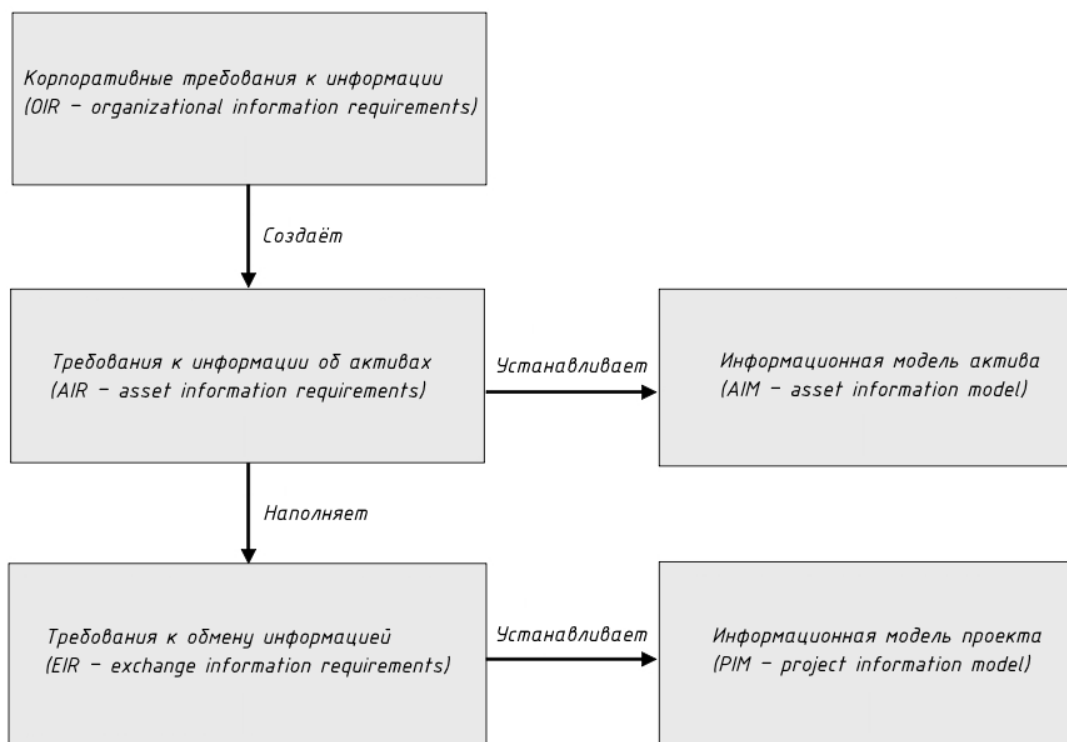 Корпоративные требования к информации
(OIR – organizational information requirements)
Создаёт
Требования к информации об активах
(AIR – asset information requirements)
Устанавливает
Информационная модель актива
(AIM – asset information model)
Наполняет
Требования к обмену информацией
(EIR – exchange information requirements)
Устанавливает
Информационная модель проекта
(PIM – project information model)